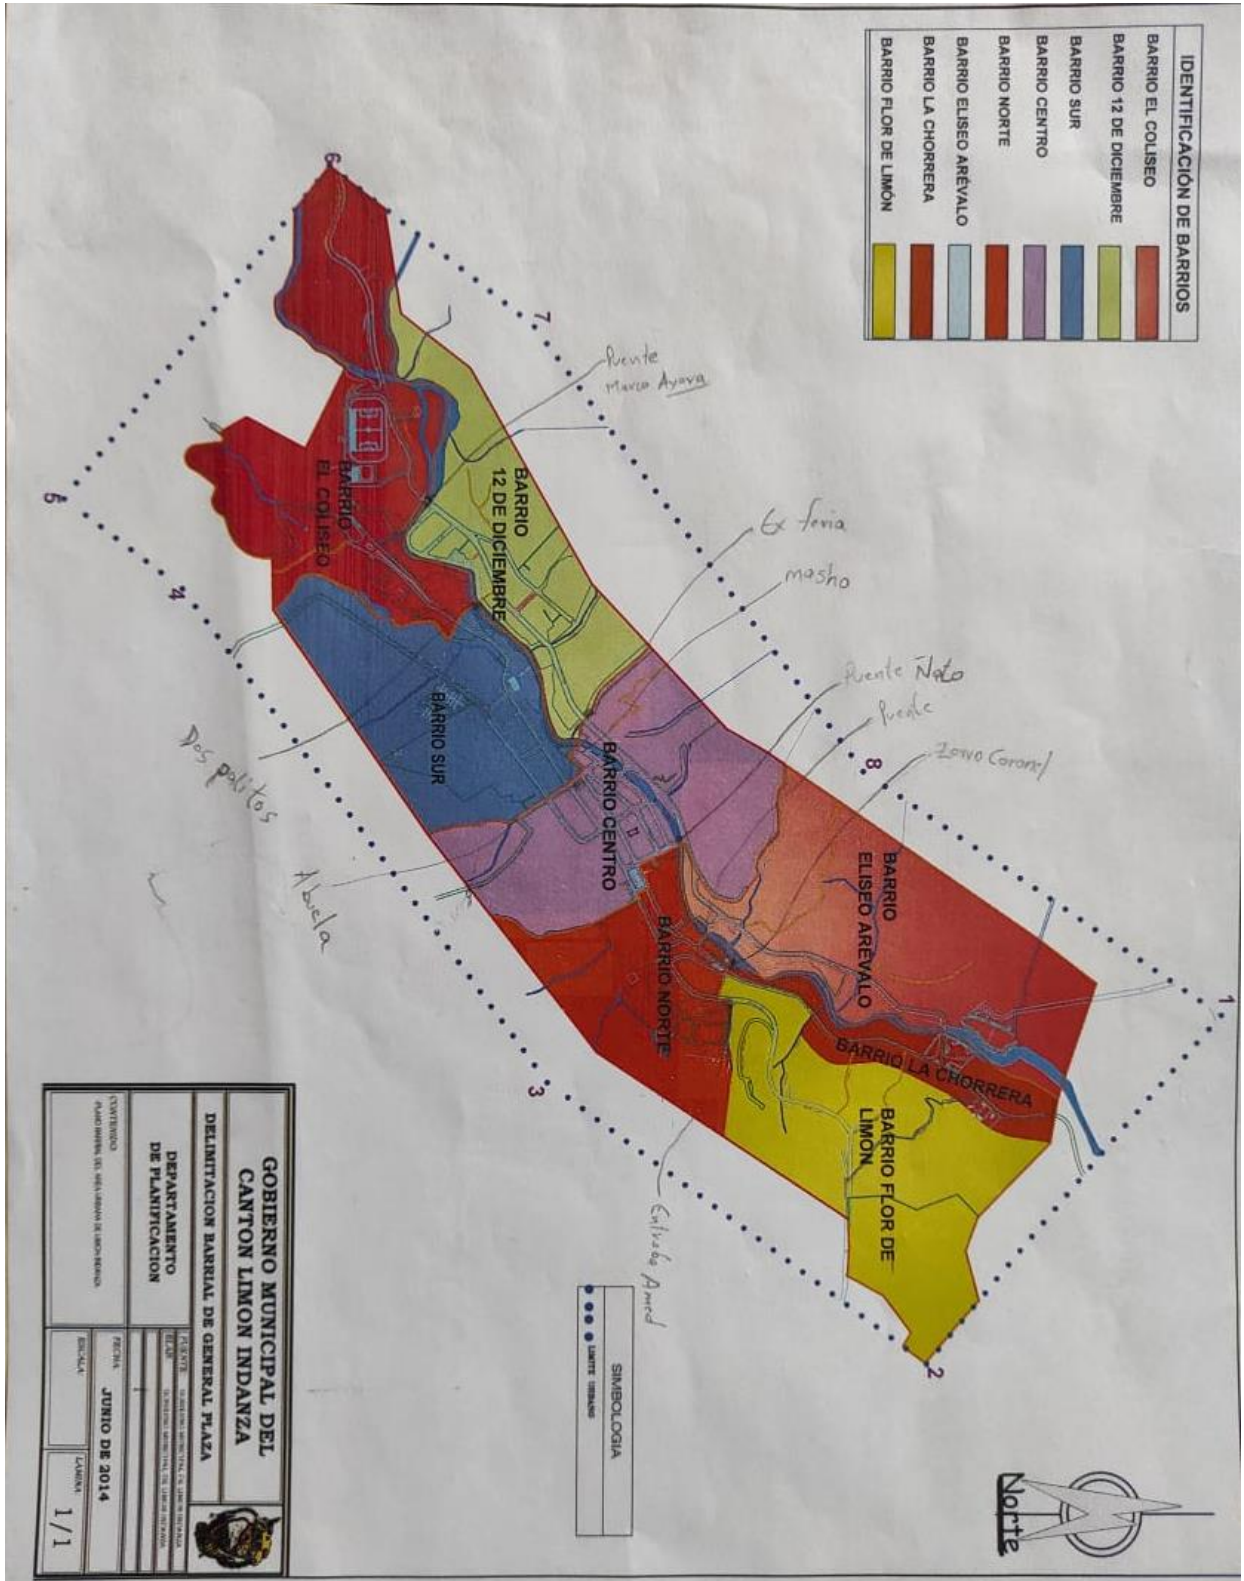 IDENTIFICACIÓN DE BARRIOS
BARRIO EL COLISEO
BARRIO 12 DE DICIEMBRE
BARRIO SUR
BARRIO CENTRO
BARRIO NORTE
BARRIO ELISEO ARÉVALO
BARRIO LA CHORRERA
BARRIO FLOR DE LIMÓN
1
2
3
4
5
6
7
8
Puente
Marco Ayora
Ex feria
mosho
Puente Ñato
Puente
Zorro Coronel
BARRIO
ELISEO ARÉVALO
BARRIO
12 DE DICIEMBRE
BARRIO
EL COLISEO
BARRIO SUR
BARRIO CENTRO
BARRIO NORTE
BARRIO LA CHORRERA
BARRIO FLOR DE
LIMÓN
Dos palitos
Abuela
Entrada Amed
SIMBOLOGIA
LIMITE URBANO
Norte
GOBIERNO MUNICIPAL DEL
CANTON LIMON INDANZA
DELIMITACION BARRIAL DE GENERAL PLAZA
DEPARTAMENTO
DE PLANIFICACION
CONTENIDO:
FUENTE:
FECHA:
JUNIO DE 2014
ESCALA:
LAMINA:
1/1